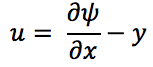 u = ∂ψ/∂x − y